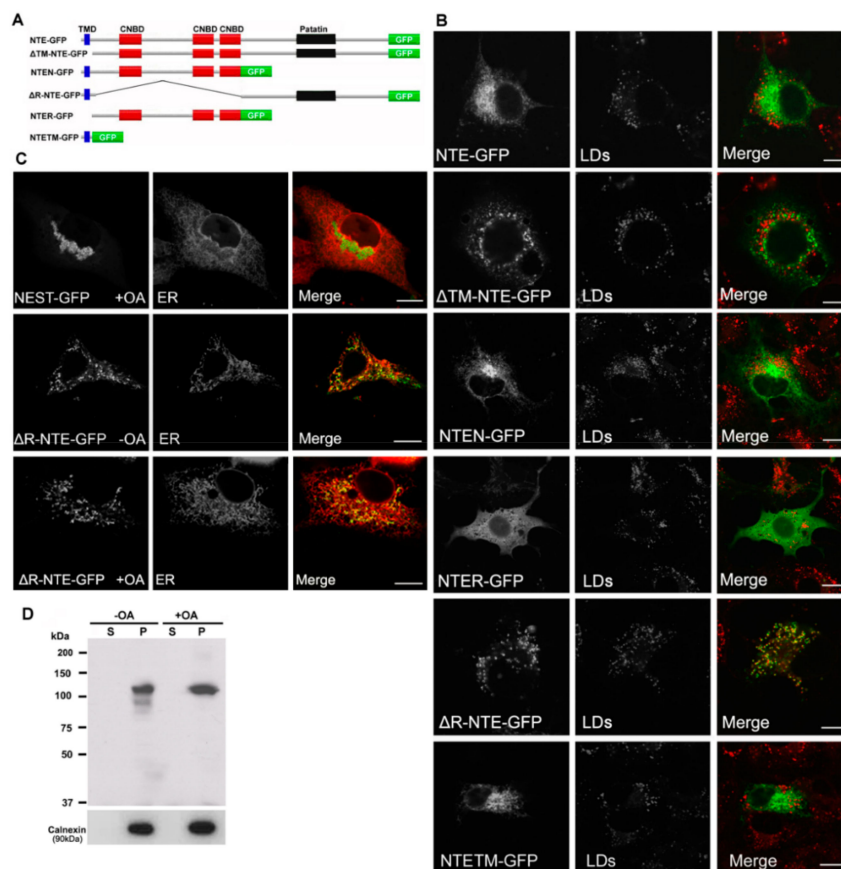 A
TMD CNBD CNBD CNBD Patatin
NTE-GFP GFP
ΔTM-NTE-GFP GFP
NTEN-GFP GFP
ΔR-NTE-GFP GFP
NTER-GFP GFP
NTETM-GFP GFP
B
NTE-GFP LDs Merge
ΔTM-NTE-GFP LDs Merge
NTEN-GFP LDs Merge
NTER-GFP LDs Merge
ΔR-NTE-GFP LDs Merge
NTETM-GFP LDs Merge
C
NEST-GFP +OA ER Merge
ΔR-NTE-GFP -OA ER Merge
ΔR-NTE-GFP +OA ER Merge
D
-OA +OA
kDa S P S P
200
150
100
75
50
37
Calnexin
(90kDa)